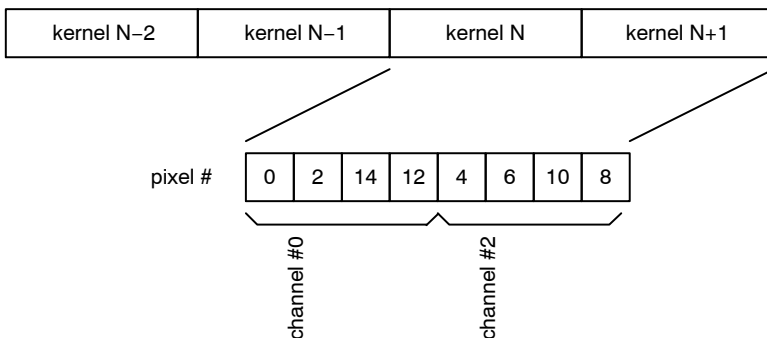 kernel N−2 kernel N−1 kernel N kernel N+1
pixel # 0 2 14 12 4 6 10 8
channel #0
channel #2